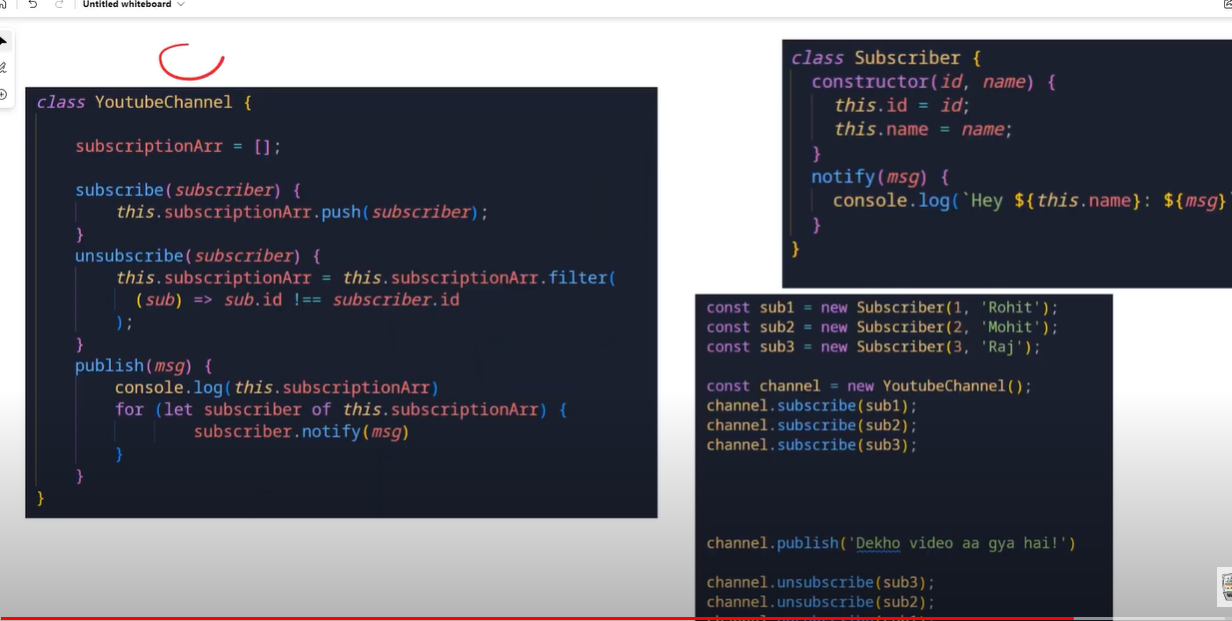 Untitled whiteboard
class YoutubeChannel {
subscriptionArr = [];
subscribe(subscriber) {
this.subscriptionArr.push(subscriber);
}
unsubscribe(subscriber) {
this.subscriptionArr = this.subscriptionArr.filter(
(sub) => sub.id !== subscriber.id
);
}
publish(msg) {
console.log(this.subscriptionArr)
for (let subscriber of this.subscriptionArr) {
subscriber.notify(msg)
}
}
}
class Subscriber {
constructor(id, name) {
this.id = id;
this.name = name;
}
notify(msg) {
console.log(`Hey ${this.name}: ${msg}
}
}
const sub1 = new Subscriber(1, 'Rohit');
const sub2 = new Subscriber(2, 'Mohit');
const sub3 = new Subscriber(3, 'Raj');
const channel = new YoutubeChannel();
channel.subscribe(sub1);
channel.subscribe(sub2);
channel.subscribe(sub3);
channel.publish('Dekho video aa gya hai!')
channel.unsubscribe(sub3);
channel.unsubscribe(sub2);